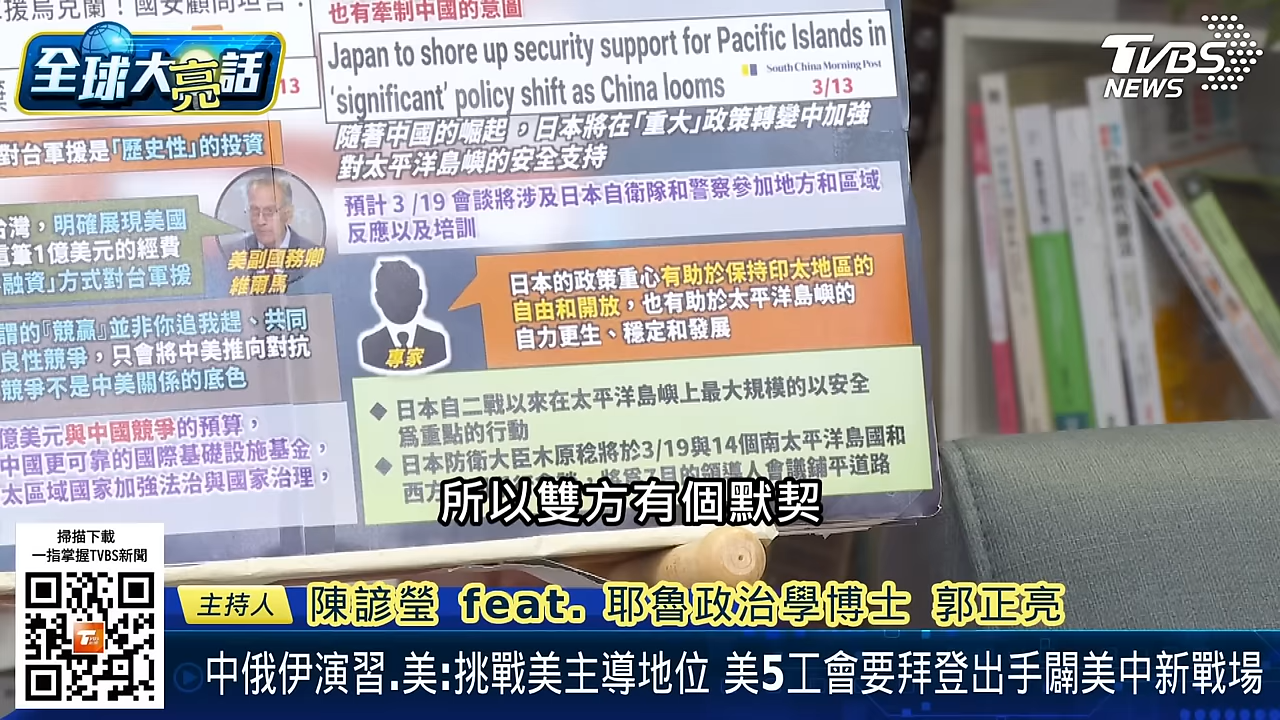 援烏克蘭！國安顧問坦言：
也有牽制中國的意圖
全球大亮話
13
Japan to shore up security support for Pacific Islands in
‘significant’ policy shift as China looms
South China Morning Post
3/13
TVBS
NEWS
隨著中國的崛起，日本將在「重大」政策轉變中加強
對太平洋島嶼的安全支持
對台軍援是「歷史性」的投資
預計 3 /19 會談將涉及日本自衛隊和警察參加地方和區域
反應以及培訓
台灣，明確展現美國
這筆1億美元的經費
融資」方式對台軍援
美副國務卿
維爾馬
日本的政策重心有助於保持印太地區的
自由和開放，也有助於太平洋島嶼的
自力更生、穩定和發展
專家
謂的『競贏』並非你追我趕、共同
良性競爭，只會將中美推向對抗
競爭不是中美關係的底色
◆ 日本自二戰以來在太平洋島嶼上最大規模的以安全
為重點的行動
◆ 日本防衛大臣木原稔將於3/19與14個南太平洋島國和
西方
將為7月的領導人會議鋪平道路
億美元與中國競爭的預算，
中國更可靠的國際基礎設施基金，
太區域國家加強法治與國家治理，
所以雙方有個默契
掃描下載
一指掌握TVBS新聞
主持人 陳諺瑩 feat. 耶魯政治學博士 郭正亮
中俄伊演習.美:挑戰美主導地位 美5工會要拜登出手闢美中新戰場